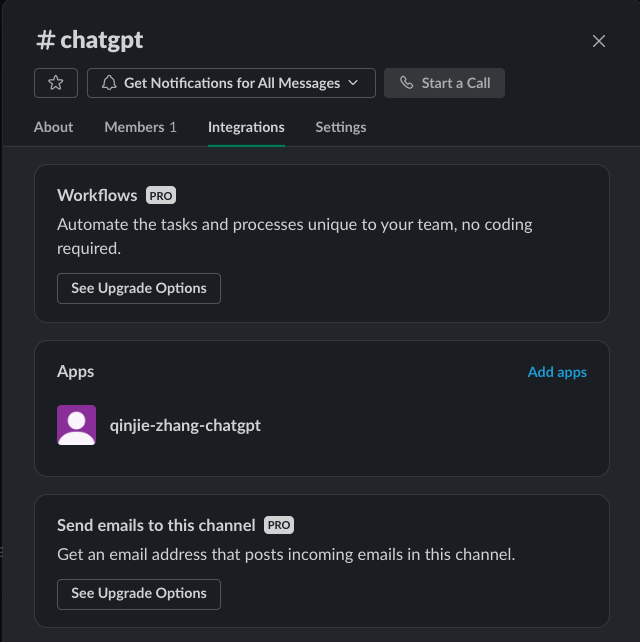 # chatgpt
Get Notifications for All Messages
Start a Call
About
Members 1
Integrations
Settings
Workflows PRO
Automate the tasks and processes unique to your team, no coding
required.
See Upgrade Options
Apps
Add apps
qinjie-zhang-chatgpt
Send emails to this channel PRO
Get an email address that posts incoming emails in this channel.
See Upgrade Options